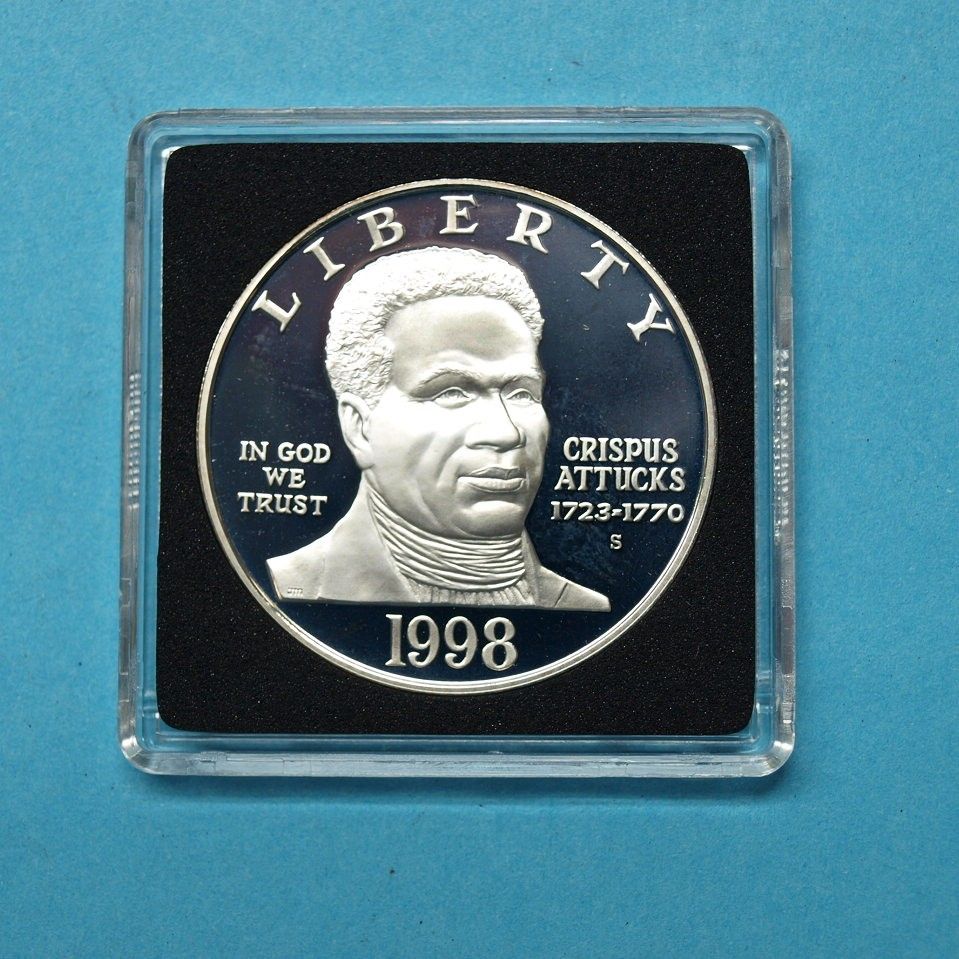 LIBERTY
IN GOD
WE
TRUST
CRISPUS
ATTUCKS
1723-1770
S
1998